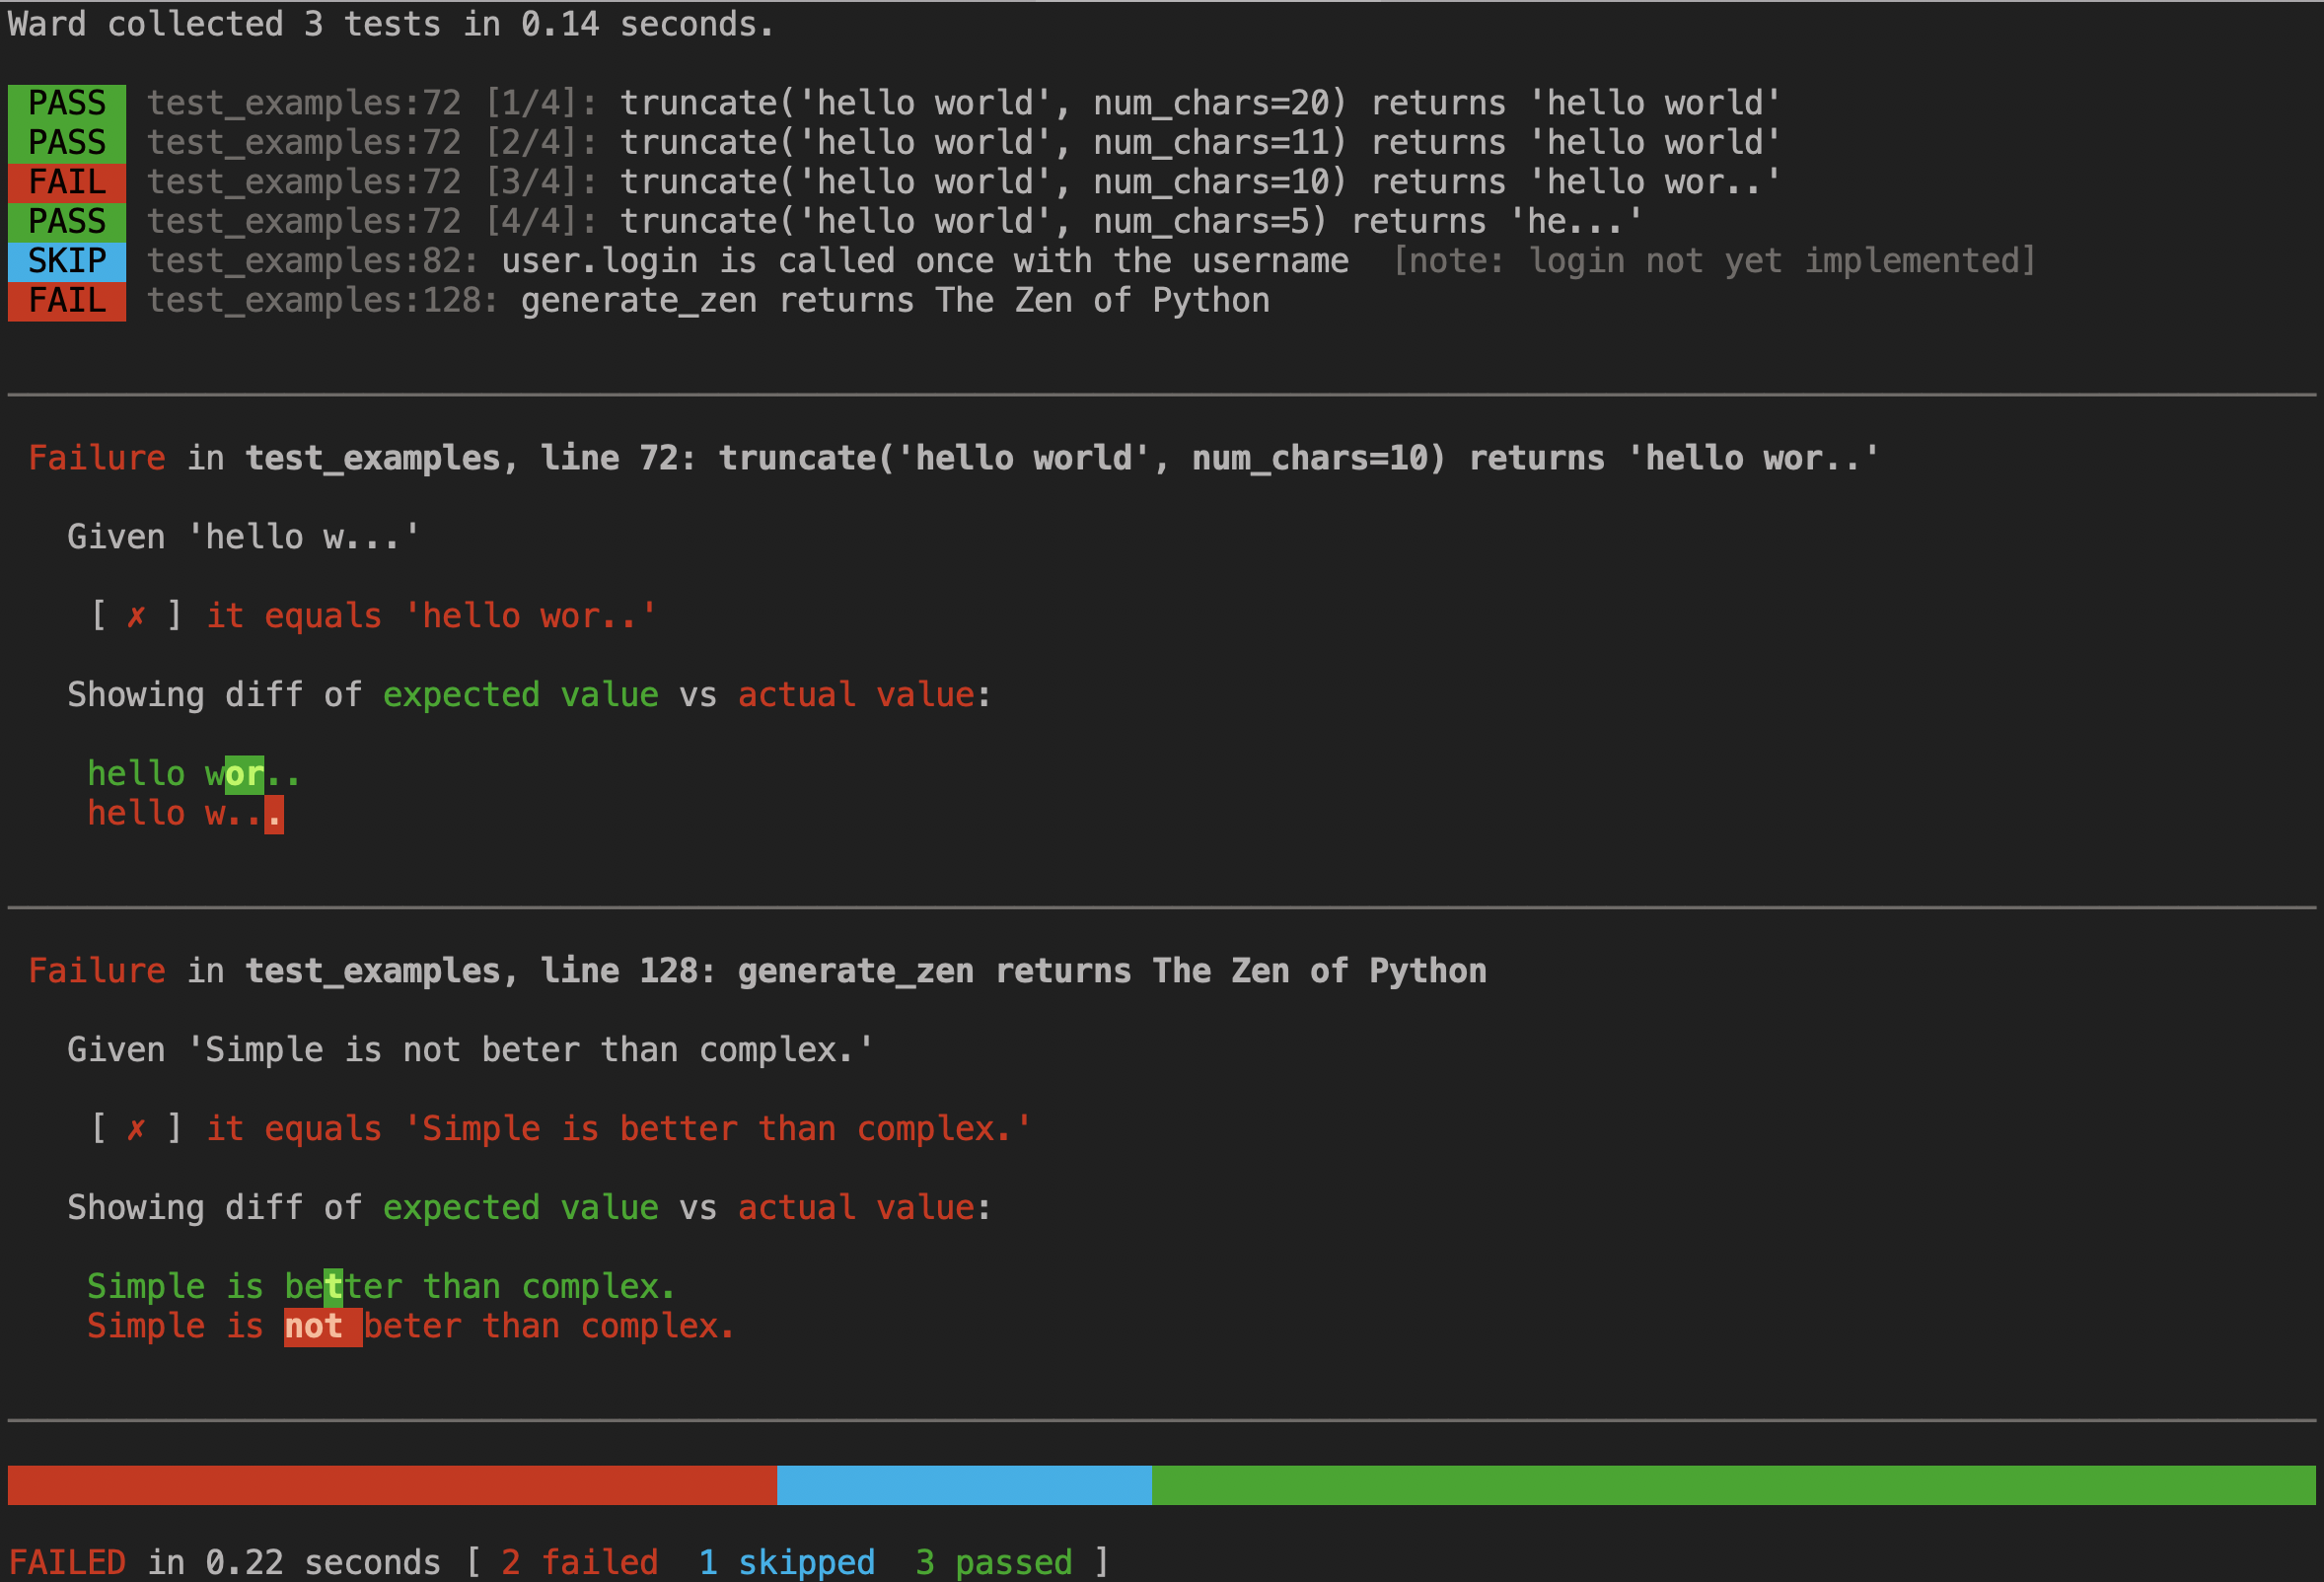 Ward collected 3 tests in 0.14 seconds.
PASS test_examples:72 [1/4]: truncate('hello world', num_chars=20) returns 'hello world'
PASS test_examples:72 [2/4]: truncate('hello world', num_chars=11) returns 'hello world'
FAIL test_examples:72 [3/4]: truncate('hello world', num_chars=10) returns 'hello wor..'
PASS test_examples:72 [4/4]: truncate('hello world', num_chars=5) returns 'he...'
SKIP test_examples:82: user.login is called once with the username [note: login not yet implemented]
FAIL test_examples:128: generate_zen returns The Zen of Python
Failure in test_examples, line 72: truncate('hello world', num_chars=10) returns 'hello wor..'
Given 'hello w...'
[ ✗ ] it equals 'hello wor..'
Showing diff of expected value vs actual value:
hello wor..
hello w...
Failure in test_examples, line 128: generate_zen returns The Zen of Python
Given 'Simple is not beter than complex.'
[ ✗ ] it equals 'Simple is better than complex.'
Showing diff of expected value vs actual value:
Simple is better than complex.
Simple is not beter than complex.
FAILED in 0.22 seconds [ 2 failed 1 skipped 3 passed ]